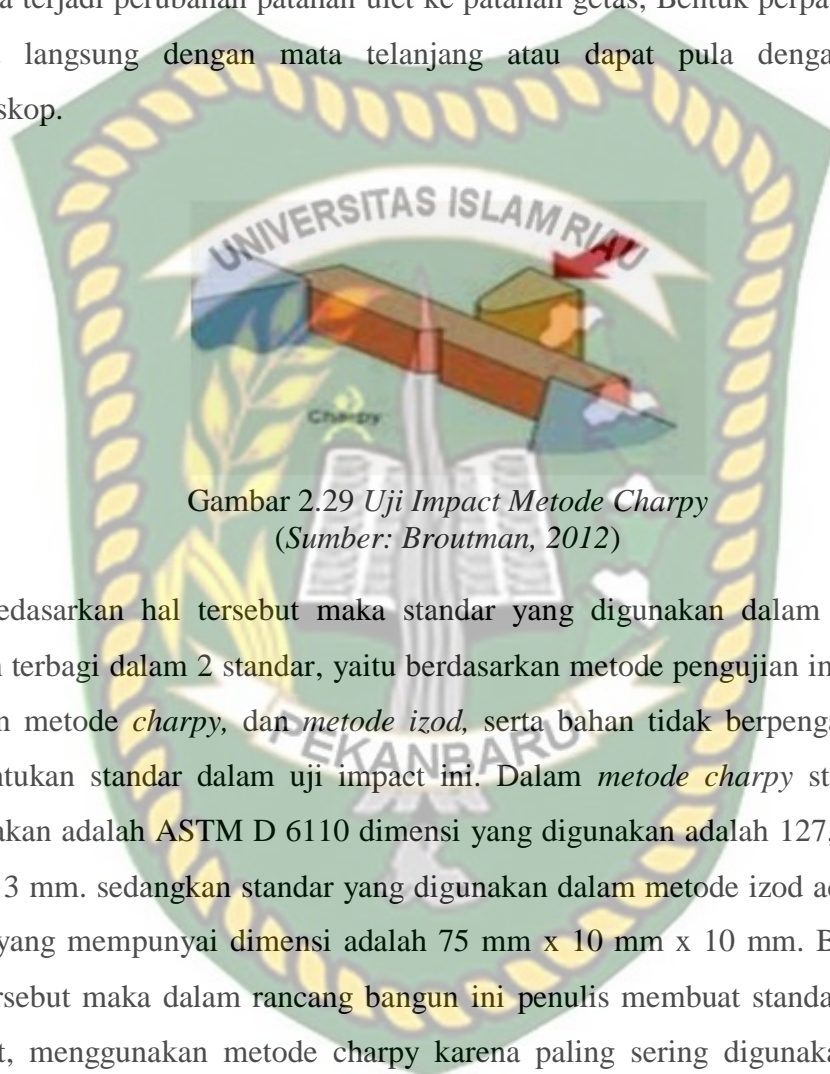 a terjadi perubahan patahan ulet ke patahan getas, Bentuk perpa
langsung dengan mata telanjang atau dapat pula denga
skop.
UNIVERSITAS ISLAM RIAU
Charpy
Gambar 2.29 Uji Impact Metode Charpy
(Sumber: Broutman, 2012)
edasarkan hal tersebut maka standar yang digunakan dalam
n terbagi dalam 2 standar, yaitu berdasarkan metode pengujian in
n metode charpy, dan metode izod, serta bahan tidak berpenga
PEKANBARU
ntukan standar dalam uji impact ini. Dalam metode charpy st
akan adalah ASTM D 6110 dimensi yang digunakan adalah 127,
3 mm. sedangkan standar yang digunakan dalam metode izod a
yang mempunyai dimensi adalah 75 mm x 10 mm x 10 mm. B
rsebut maka dalam rancang bangun ini penulis membuat standa
t, menggunakan metode charpy karena paling sering digunaka